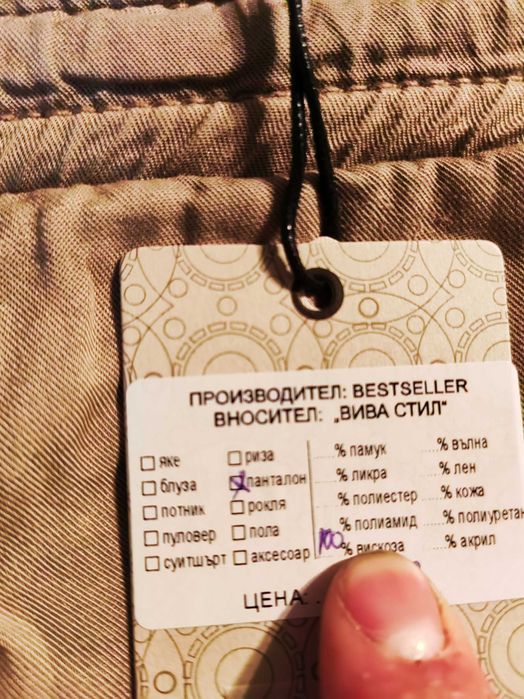 ПРОИЗВОДИТЕЛ: BESTSELLER
ВНОСИТЕЛ: „ВИВА СТИЛ"
яке риза ....% памук ....% вълна
блуза панталон ....% ликра ....% лен
потник рокля ....% полиестер ....% кожа
пуловер пола ....% полиамид ....% полиуретан
суитшърт аксесоар 100% вискоза ....% акрил
ЦЕНА: